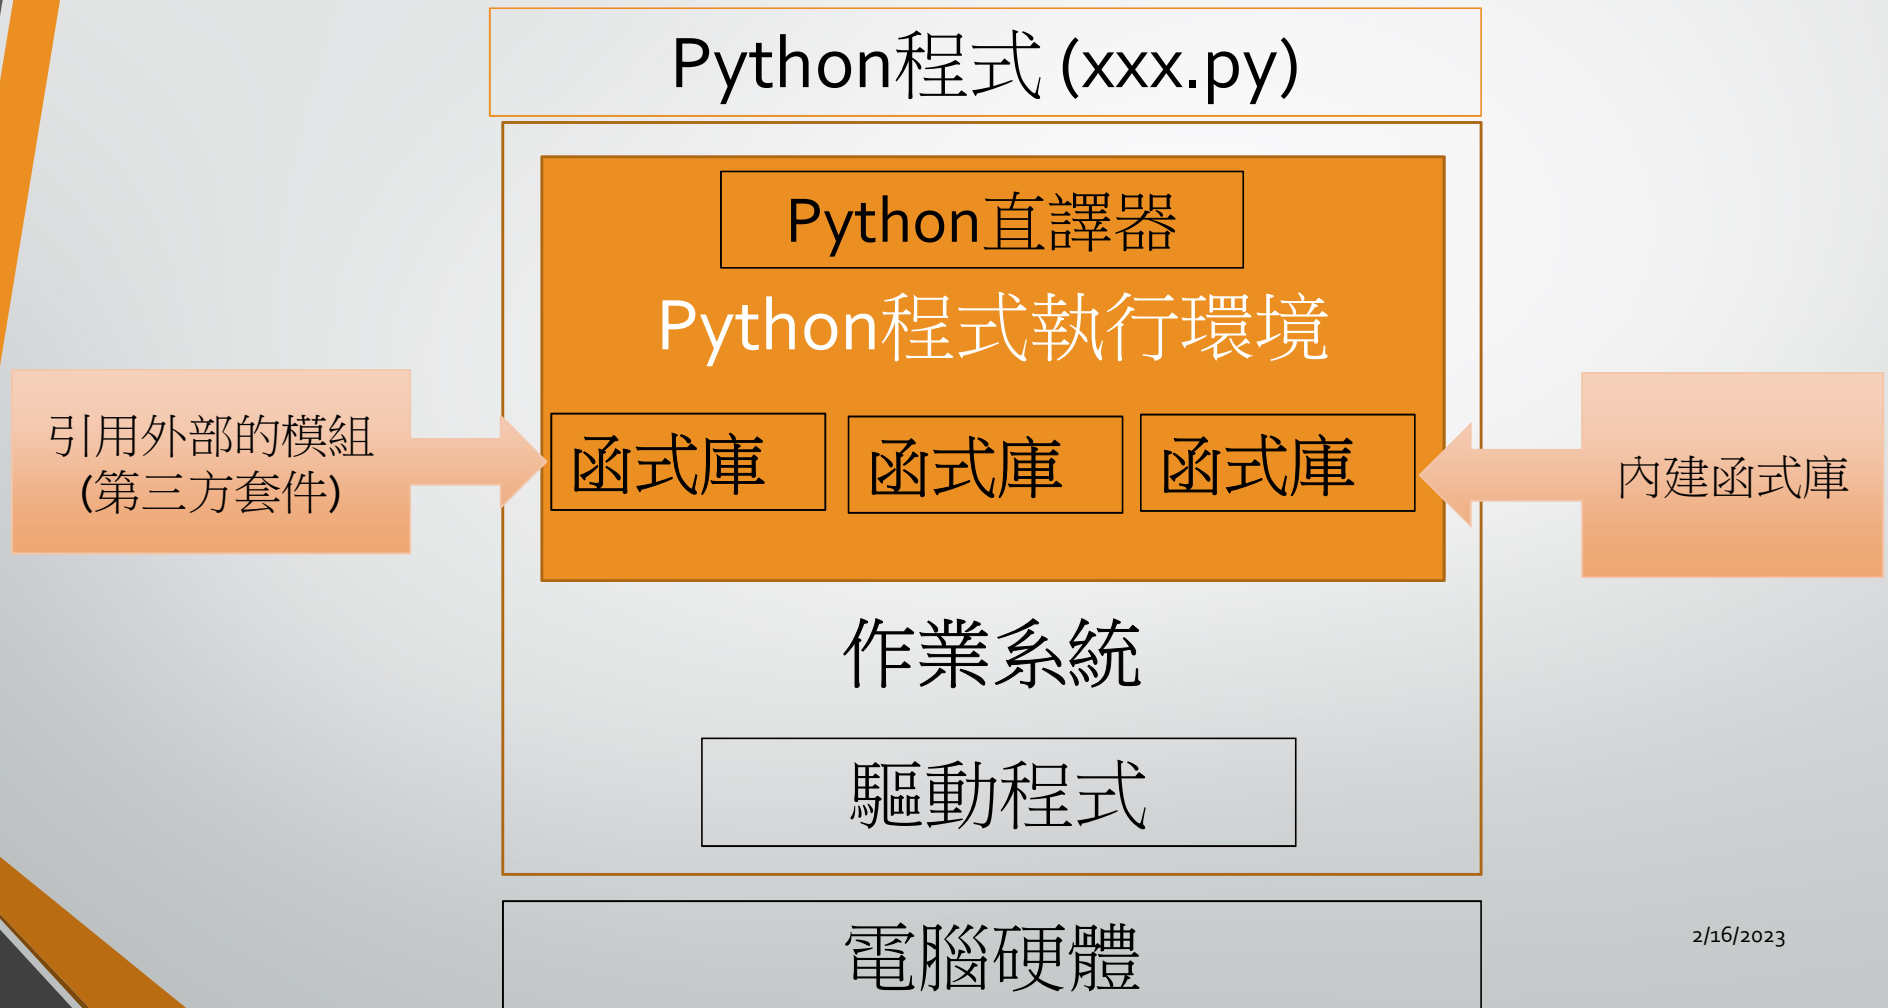 Python程式 (xxx.py)
Python直譯器
Python程式執行環境
引用外部的模組
(第三方套件)
函式庫
函式庫
函式庫
內建函式庫
作業系統
驅動程式
電腦硬體
2/16/2023